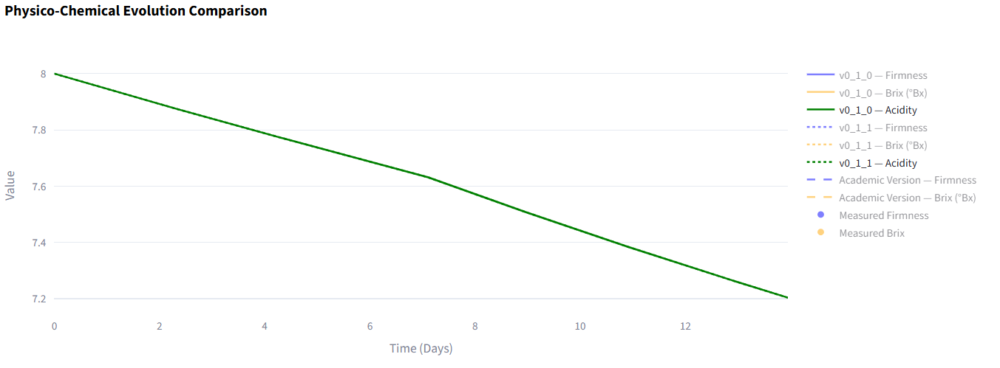 Physico-Chemical Evolution Comparison
8
7.8
7.6
7.4
7.2
Value
0 2 4 6 8 10 12
Time (Days)
v0_1_0 — Firmness
v0_1_0 — Brix (°Bx)
v0_1_0 — Acidity
v0_1_1 — Firmness
v0_1_1 — Brix (°Bx)
v0_1_1 — Acidity
Academic Version — Firmness
Academic Version — Brix (°Bx)
Measured Firmness
Measured Brix